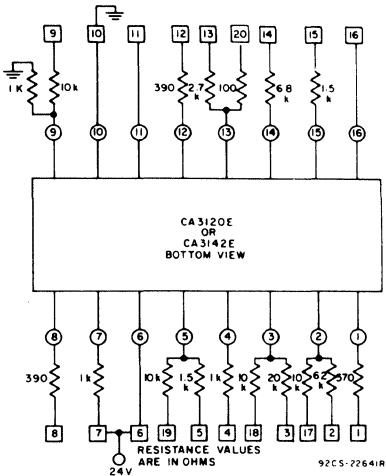 9 10 11 12 13 20 14 15 16
1 K 10k 390 2.7 k 100 6.8 k 1.5 k
9 10 11 12 13 14 15 16
CA3120E
OR
CA3142E
BOTTOM VIEW
8 7 6 5 4 3 2 1
390 1k 10k 1.5 k 1k 10 k 20 k 10 k 6.2 k 570
8 7 6 19 5 4 18 3 17 2 1
24V
RESISTANCE VALUES
ARE IN OHMS
92CS-22641R